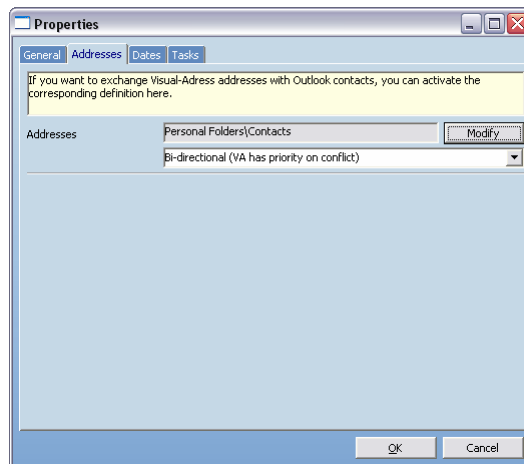 Properties
General Addresses Dates Tasks
If you want to exchange Visual-Adress addresses with Outlook contacts, you can activate the
corresponding definition here.
Addresses Personal Folders\Contacts Modify
Bi-directional (VA has priority on conflict)
OK Cancel